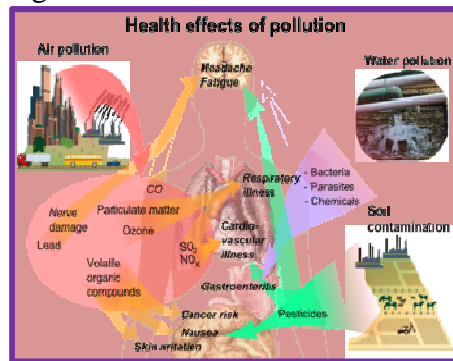 Health effects of pollution
Air pollution
Headache
Fatigue
Water pollution
CO
Particulate matter
Ozone
Nerve
damage
Lead
Volatile
organic
compounds
SO2
NOx
Respiratory
illness
Cardio-
vascular
illness
Gastroenteritis
Cancer risk
Nausea
Skin irritation
- Bacteria
- Parasites
- Chemicals
Soil
contamination
Pesticides